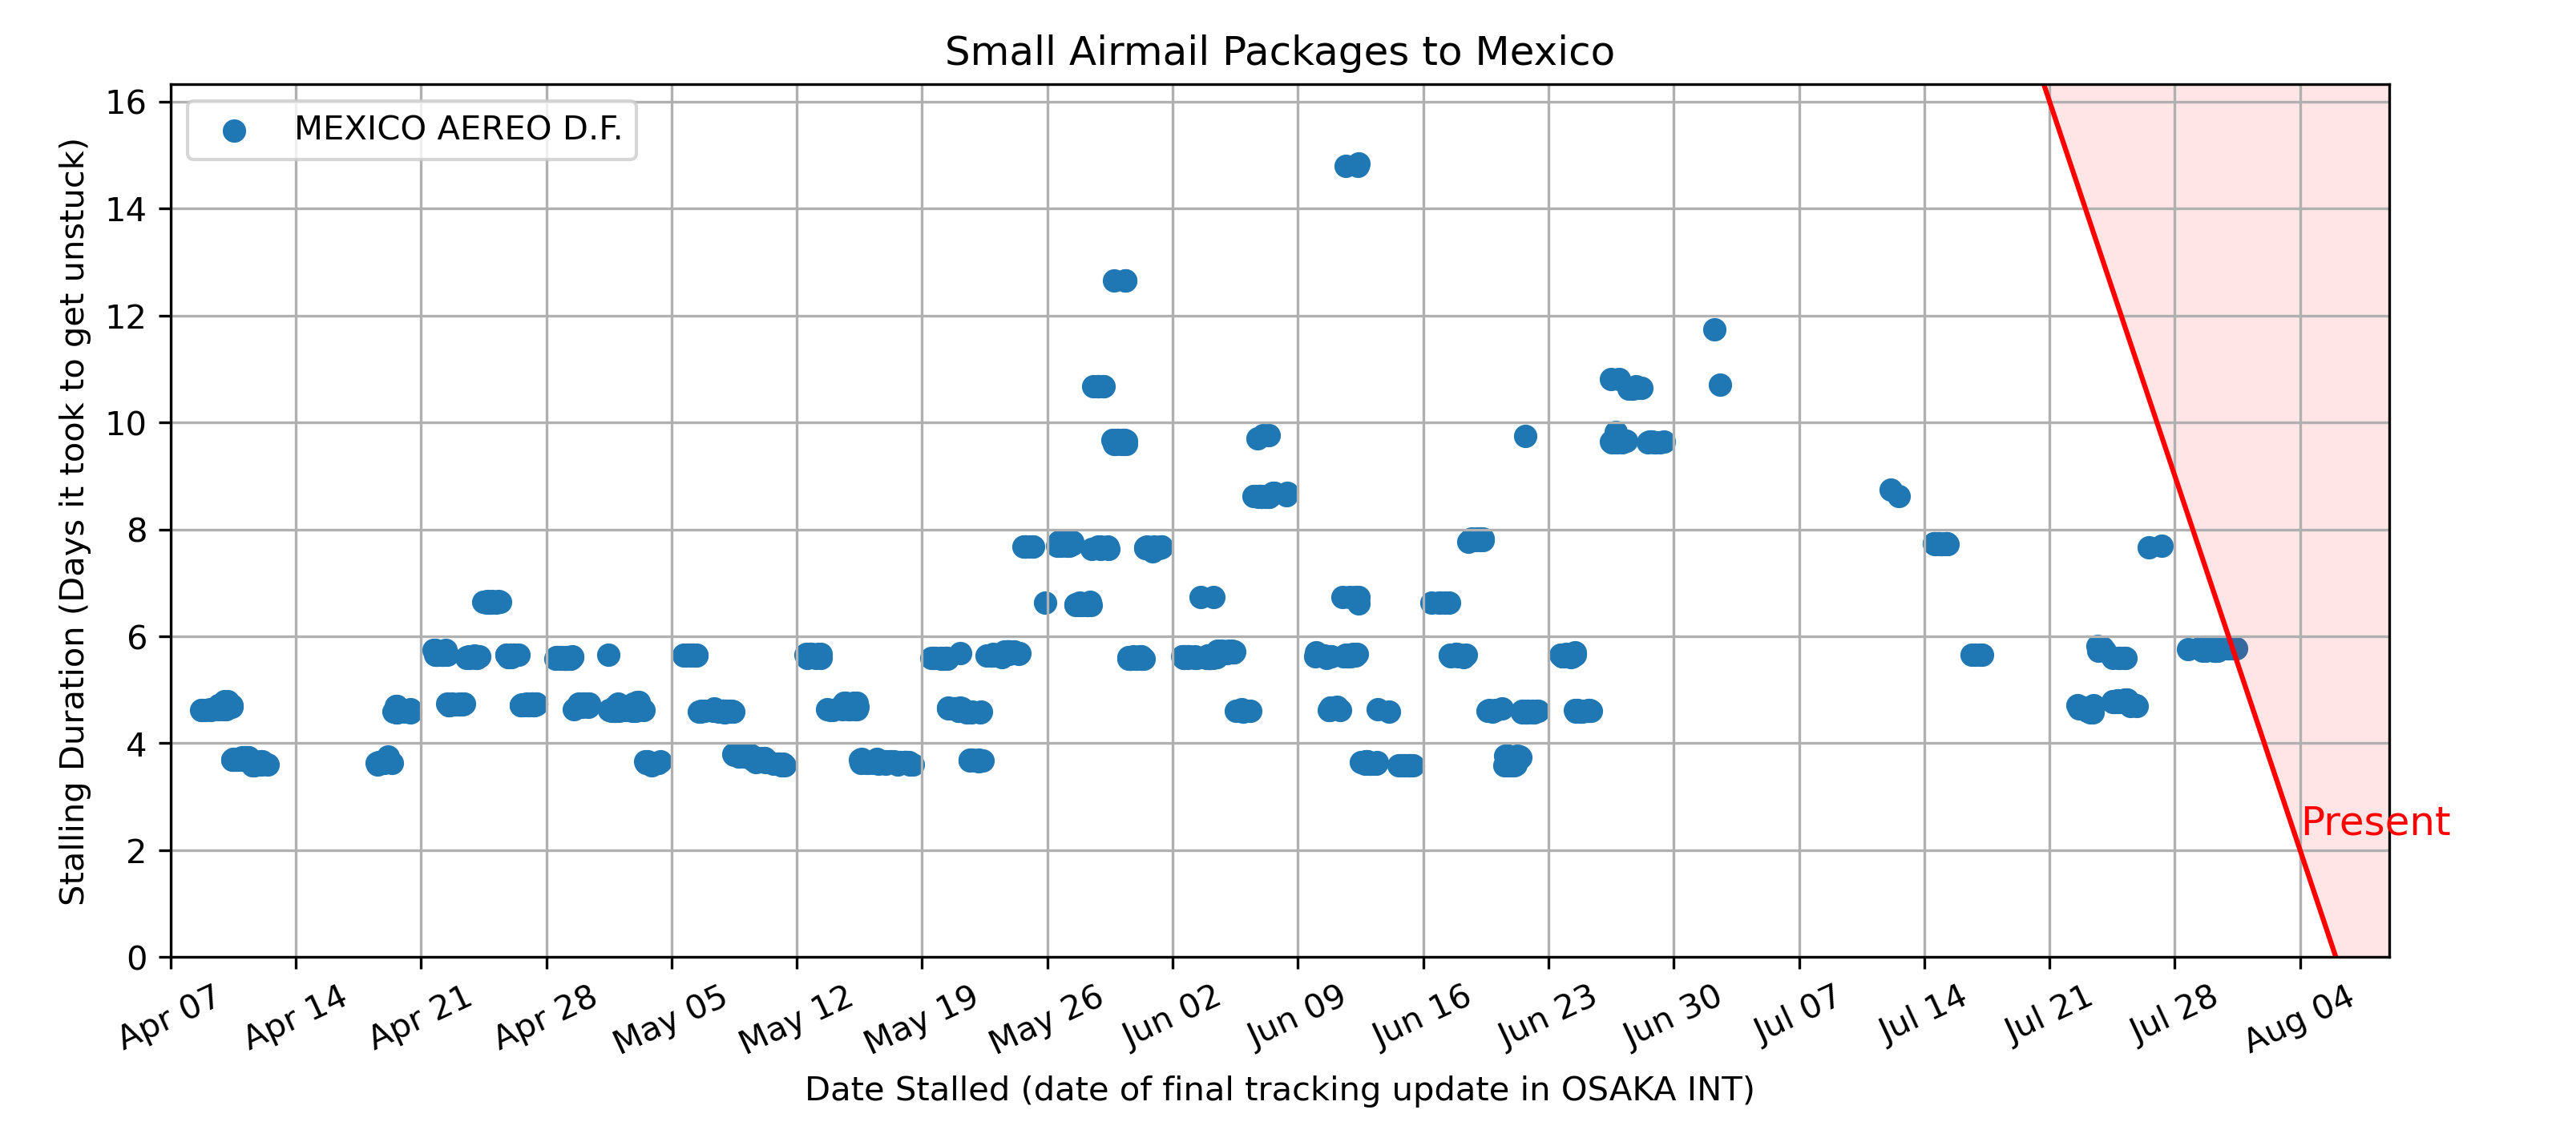 Small Airmail Packages to Mexico
MEXICO AEREO D.F.
Stalling Duration (Days it took to get unstuck)
16
14
12
10
8
6
4
2
0
Present
Apr 07
Apr 14
Apr 21
Apr 28
May 05
May 12
May 19
May 26
Jun 02
Jun 09
Jun 16
Jun 23
Jun 30
Jul 07
Jul 14
Jul 21
Jul 28
Aug 04
Date Stalled (date of final tracking update in OSAKA INT)